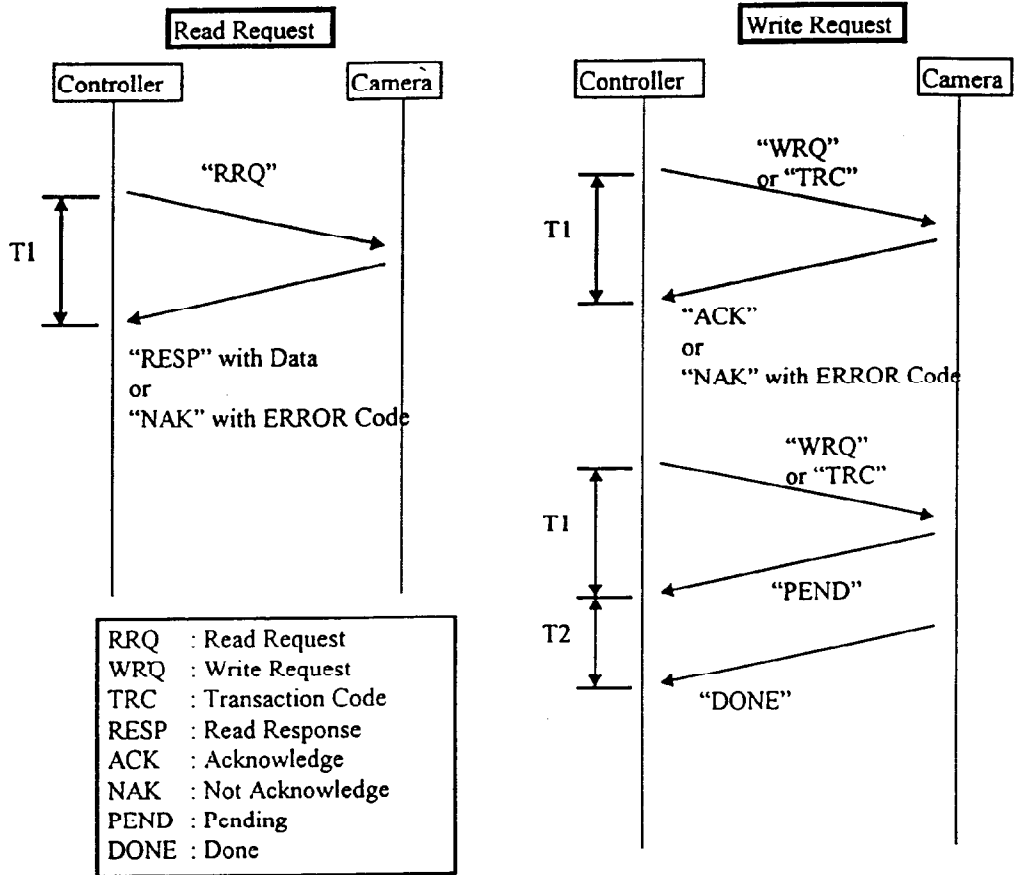 Read Request
Controller
Camera
"RRQ"
T1
"RESP" with Data
or
"NAK" with ERROR Code
RRQ : Read Request
WRQ : Write Request
TRC : Transaction Code
RESP : Read Response
ACK : Acknowledge
NAK : Not Acknowledge
PEND : Pending
DONE : Done
Write Request
Controller
Camera
"WRQ"
or "TRC"
T1
"ACK"
or
"NAK" with ERROR Code
"WRQ"
or "TRC"
T1
"PEND"
T2
"DONE"